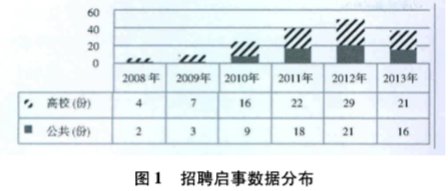 60
40
20
0
2008年 2009年 2010年 2011年 2012年 2013年
高校(份) 4 7 16 22 29 21
公共(份) 2 3 9 18 21 16
图1 招聘启事数据分布